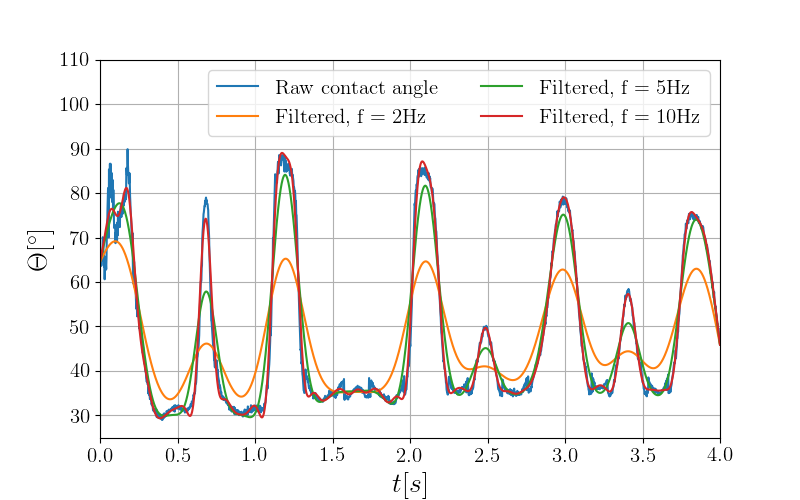 110
100
90
80
70
60
50
40
30
Θ[°]
Raw contact angle
Filtered, f = 2Hz
Filtered, f = 5Hz
Filtered, f = 10Hz
0.0 0.5 1.0 1.5 2.0 2.5 3.0 3.5 4.0
t[s]